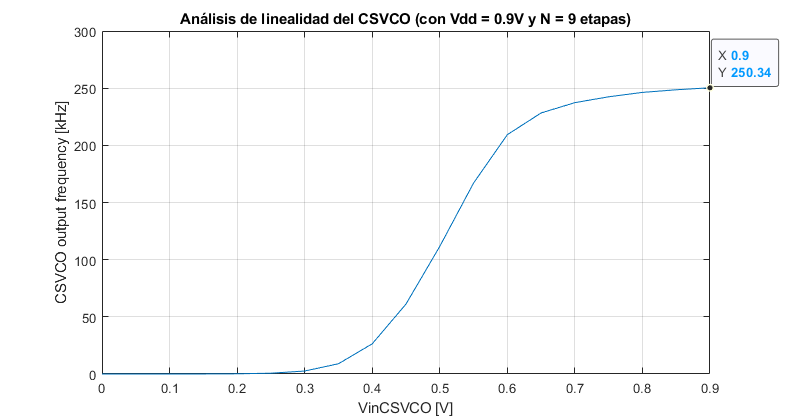 Análisis de linealidad del CSVCO (con Vdd = 0.9V y N = 9 etapas)
X 0.9
Y 250.34
CSVCO output frequency [kHz]
300
250
200
150
100
50
0
0 0.1 0.2 0.3 0.4 0.5 0.6 0.7 0.8 0.9
VinCSVCO [V]